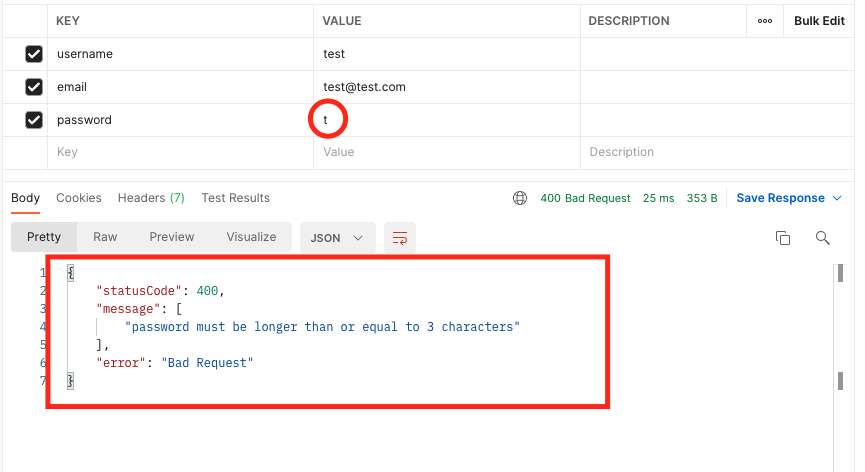 KEY VALUE DESCRIPTION ••• Bulk Edit
username test
email test@test.com
password t
Key Value Description
Body Cookies Headers (7) Test Results 400 Bad Request 25 ms 353 B Save Response
Pretty Raw Preview Visualize JSON
1 {
2 "statusCode": 400,
3 "message": [
4 "password must be longer than or equal to 3 characters"
5 ],
6 "error": "Bad Request"
7 }